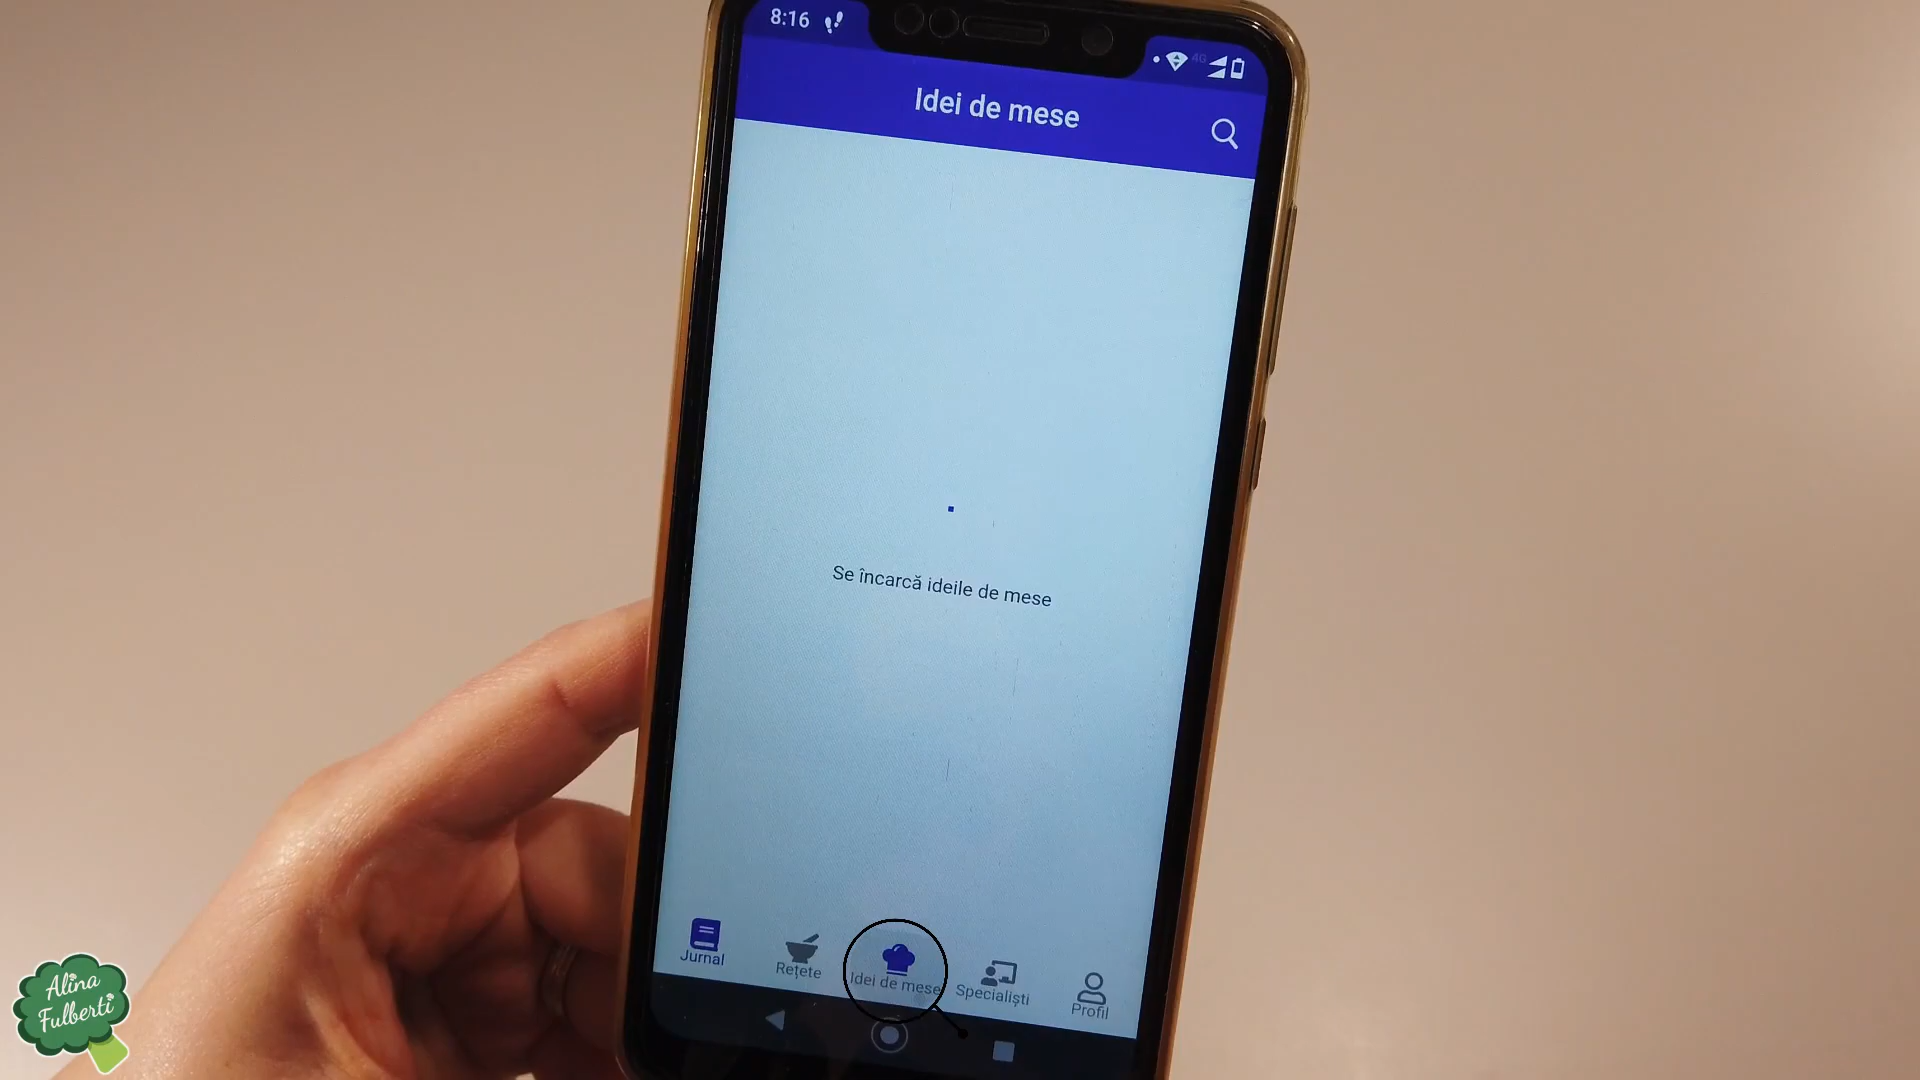 8:16
4G
Idei de mese
Se încarcă ideile de mese
Jurnal
Rețete
Idei de mese
Specialiști
Profil
Alina
Fulberti